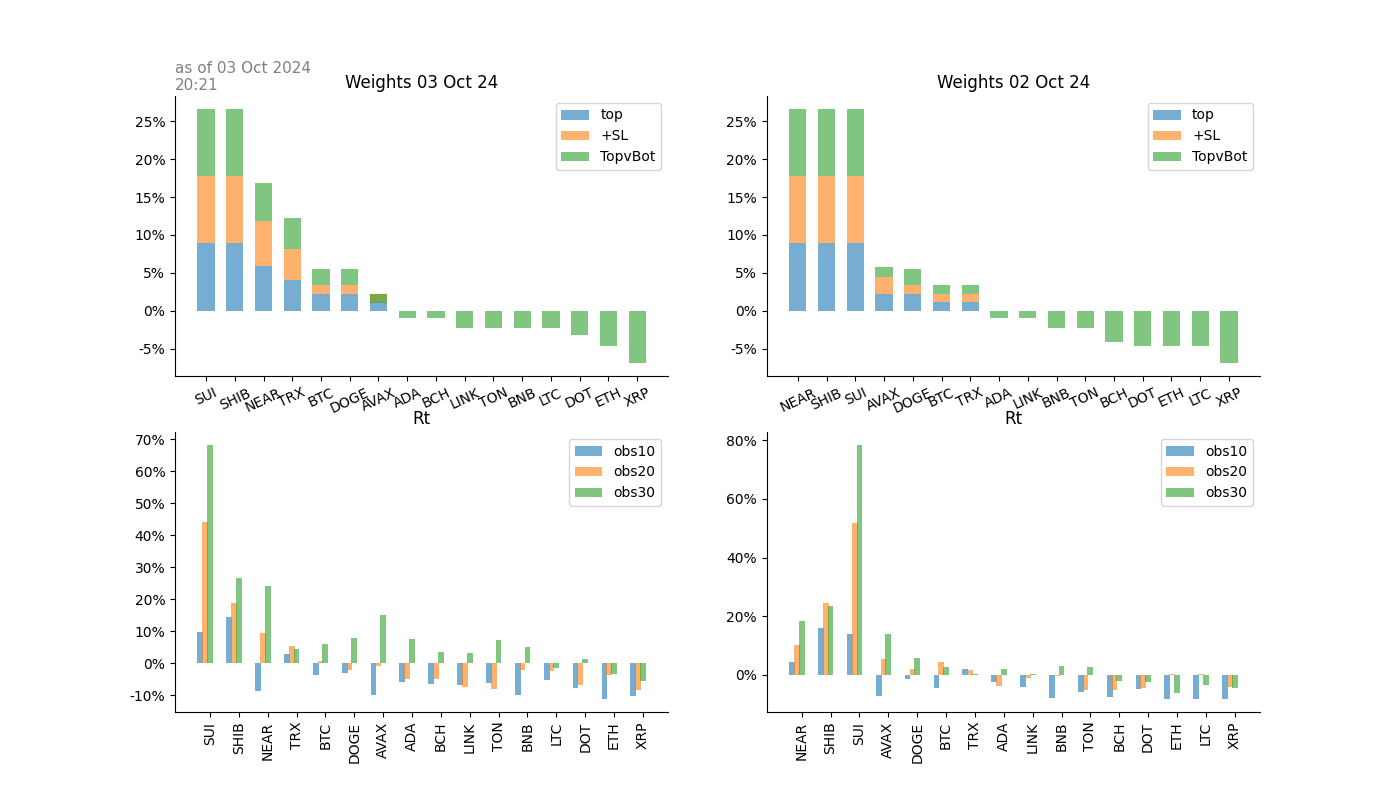 as of 03 Oct 2024
20:21
Weights 03 Oct 24
25%
20%
15%
10%
5%
0%
-5%
top
+SL
TopvBot
SUI SHIB NEAR TRX BTC DOGE AVAX ADA BCH LINK TON BNB LTC DOT ETH XRP
Weights 02 Oct 24
25%
20%
15%
10%
5%
0%
-5%
top
+SL
TopvBot
NEAR SHIB SUI AVAX DOGE BTC TRX ADA LINK BNB TON BCH DOT ETH LTC XRP
Rt
70%
60%
50%
40%
30%
20%
10%
0%
-10%
obs10
obs20
obs30
SUI SHIB NEAR TRX BTC DOGE AVAX ADA BCH LINK TON BNB LTC DOT ETH XRP
Rt
80%
60%
40%
20%
0%
obs10
obs20
obs30
NEAR SHIB SUI AVAX DOGE BTC TRX ADA LINK BNB TON BCH DOT ETH LTC XRP